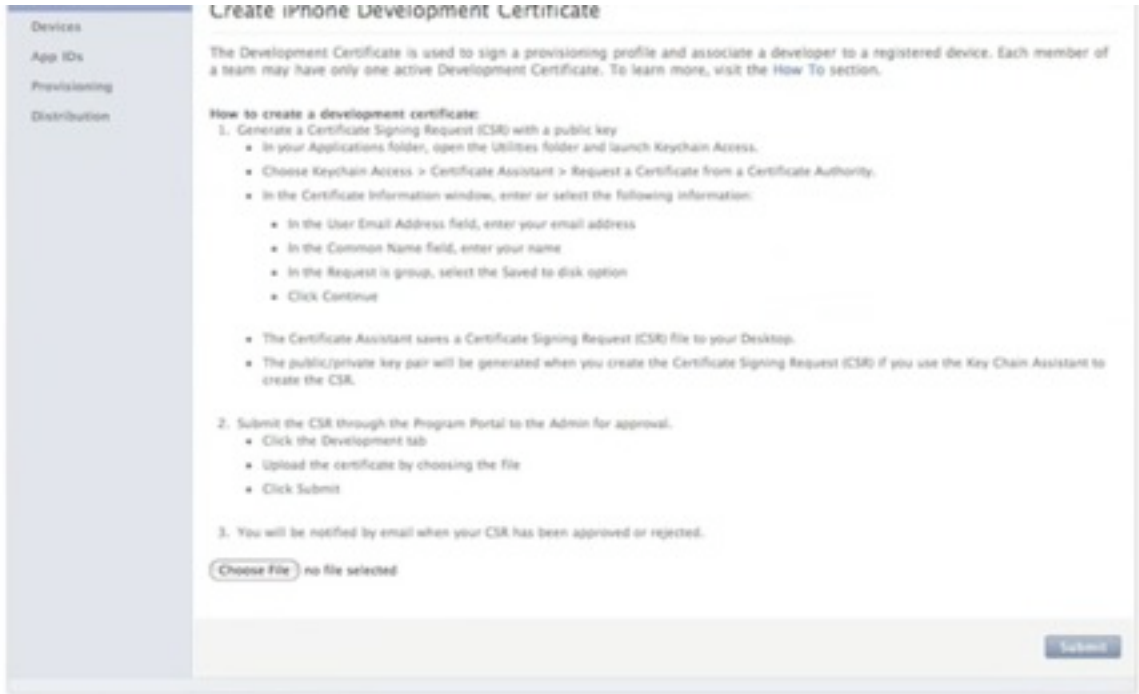 Create iPhone Development Certificate
Devices
App IDs
Provisioning
Distribution
The Development Certificate is used to sign a provisioning profile and associate a developer to a registered device. Each member of
a team may have only one active Development Certificate. To learn more, visit the How To section.
How to create a development certificate:
1. Generate a Certificate Signing Request (CSR) with a public key
• In your Applications folder, open the Utilities folder and launch Keychain Access.
• Choose Keychain Access > Certificate Assistant > Request a Certificate from a Certificate Authority.
• In the Certificate Information window, enter or select the following information:
• In the User Email Address field, enter your email address
• In the Common Name field, enter your name
• In the Request is group, select the Saved to disk option
• Click Continue
• The Certificate Assistant saves a Certificate Signing Request (CSR) file to your Desktop.
• The public/private key pair will be generated when you create the Certificate Signing Request (CSR) if you use the Key Chain Assistant to
create the CSR.
2. Submit the CSR through the Program Portal to the Admin for approval.
• Click the Development tab
• Upload the certificate by choosing the file
• Click Submit
3. You will be notified by email when your CSR has been approved or rejected.
Choose File no file selected
Submit